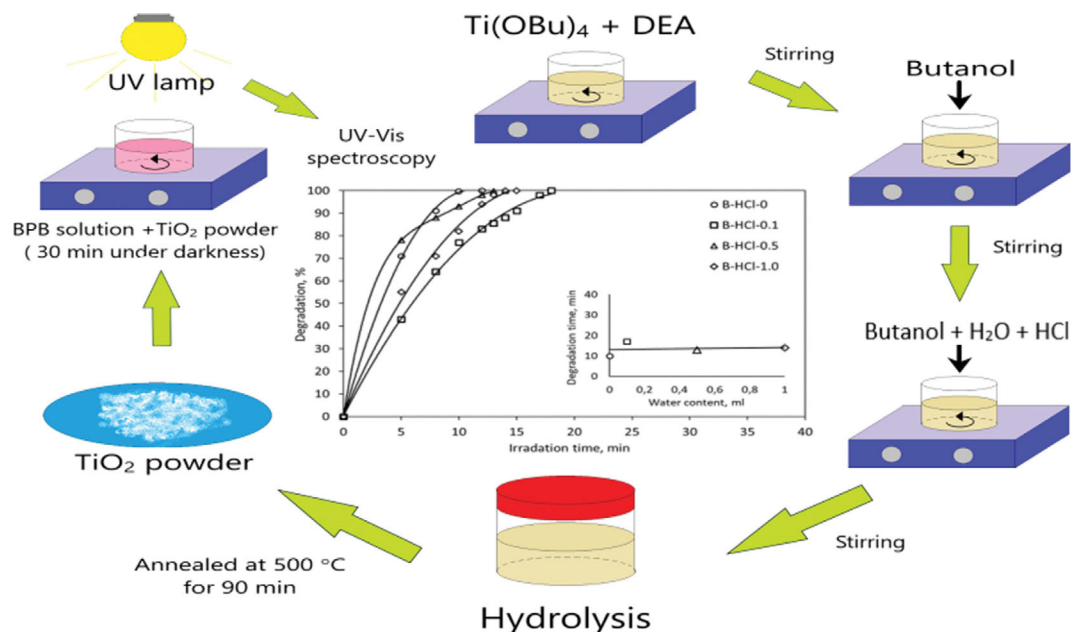 Ti(OBu)₄ + DEA
Stirring
Butanol
Stirring
Butanol + H₂O + HCl
Stirring
Hydrolysis
Annealed at 500 °C
for 90 min
TiO₂ powder
BPB solution +TiO₂ powder
( 30 min under darkness)
UV lamp
UV-Vis
spectroscopy
Degradation, %
100
90
80
70
60
50
40
30
20
10
0
0 5 10 15 20 25 30 35 40
Irradation time, min
B-HCl-0
B-HCl-0.1
B-HCl-0.5
B-HCl-1.0
Degradation time, min
40
30
20
10
0
0 0,2 0,4 0,6 0,8 1
Water content, ml